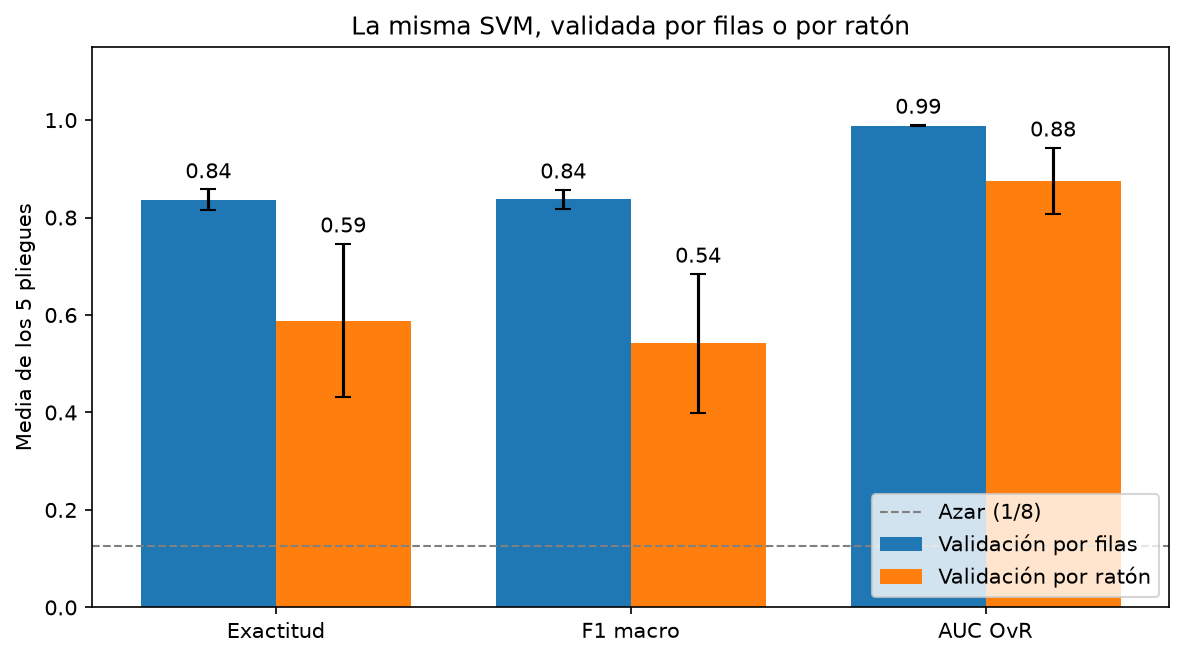 La misma SVM, validada por filas o por ratón
Media de los 5 pliegues
1.0
0.8
0.6
0.4
0.2
0.0
0.84
0.59
0.84
0.54
0.99
0.88
Azar (1/8)
Validación por filas
Validación por ratón
Exactitud
F1 macro
AUC OvR